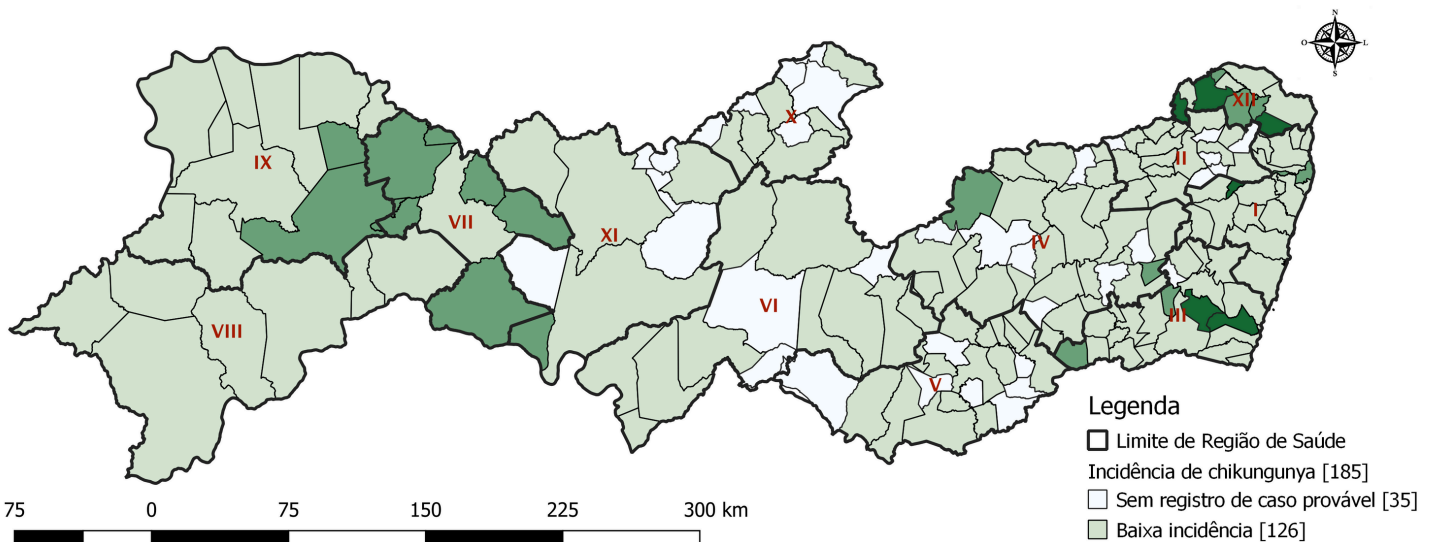 N
O L
S
XII
X
IX
II
I
VII
XI
IV
VI
III
VIII
V
Legenda
Limite de Região de Saúde
Incidência de chikungunya [185]
Sem registro de caso provável [35]
Baixa incidência [126]
75 0 75 150 225 300 km